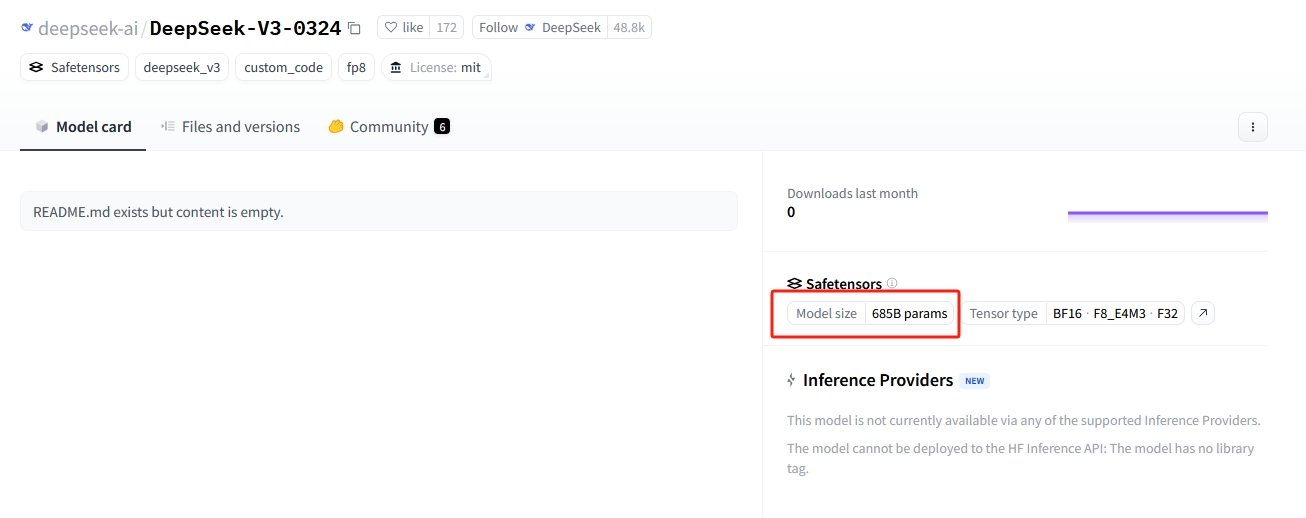 deepseek-ai/DeepSeek-V3-0324 like 172 Follow DeepSeek 48.8k
Safetensors deepseek_v3 custom_code fp8 License: mit
Model card Files and versions Community 6
README.md exists but content is empty.
Downloads last month
0
Safetensors
Model size 685B params Tensor type BF16 · F8_E4M3 · F32
Inference Providers NEW
This model is not currently available via any of the supported Inference Providers.
The model cannot be deployed to the HF Inference API: The model has no library
tag.